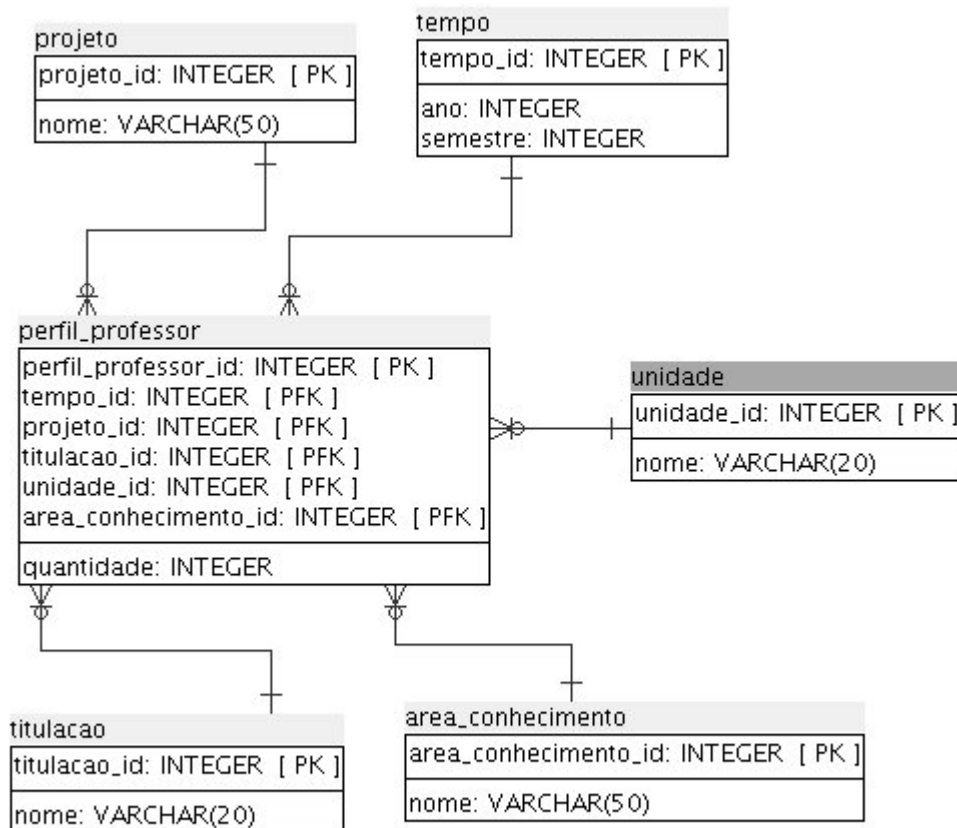 projeto
projeto_id: INTEGER [ PK ]
nome: VARCHAR(50)
tempo
tempo_id: INTEGER [ PK ]
ano: INTEGER
semestre: INTEGER
perfil_professor
perfil_professor_id: INTEGER [ PK ]
tempo_id: INTEGER [ PFK ]
projeto_id: INTEGER [ PFK ]
titulacao_id: INTEGER [ PFK ]
unidade_id: INTEGER [ PFK ]
area_conhecimento_id: INTEGER [ PFK ]
quantidade: INTEGER
unidade
unidade_id: INTEGER [ PK ]
nome: VARCHAR(20)
titulacao
titulacao_id: INTEGER [ PK ]
nome: VARCHAR(20)
area_conhecimento
area_conhecimento_id: INTEGER [ PK ]
nome: VARCHAR(50)